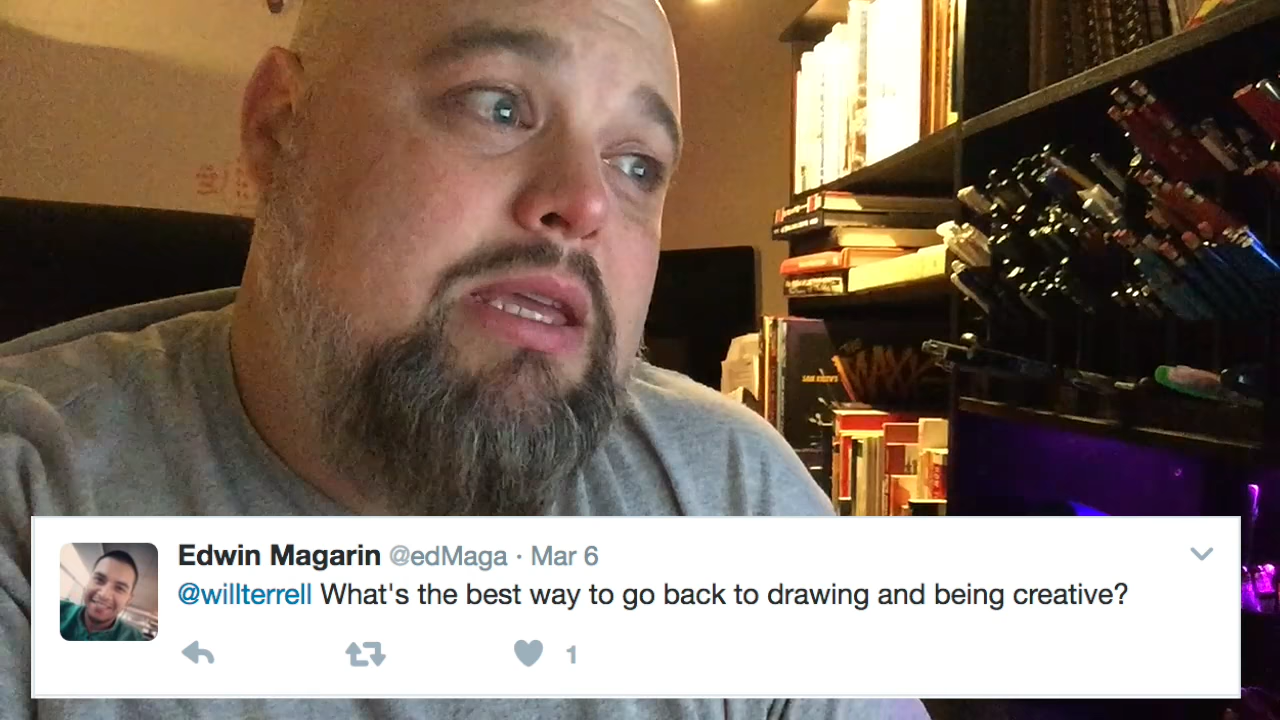 Edwin Magarin @edMaga · Mar 6
@willterrell What's the best way to go back to drawing and being creative?
1